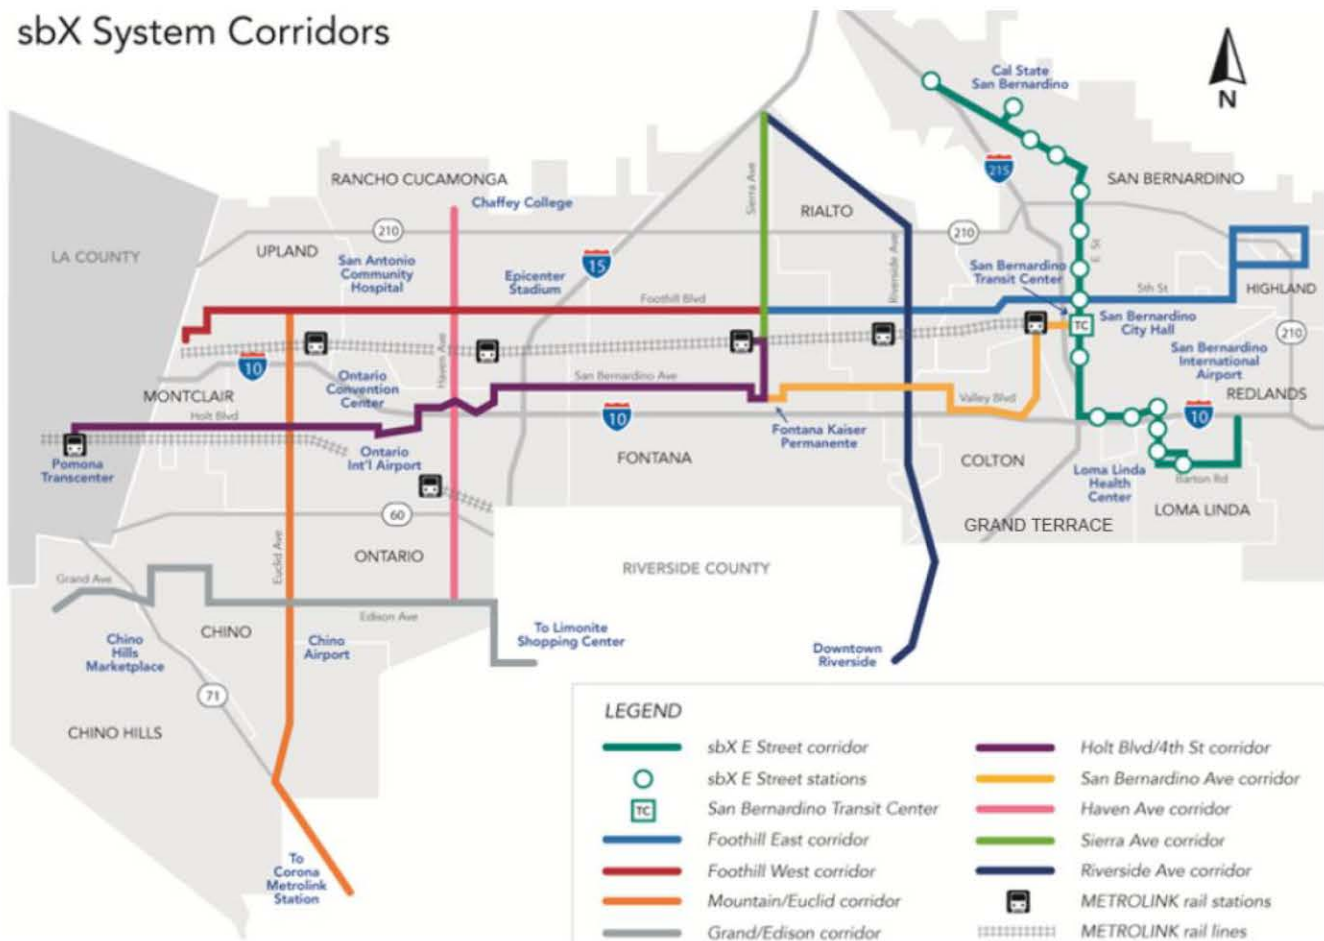 sbX System Corridors
N
Cal State
San Bernardino
215
SAN BERNARDINO
RANCHO CUCAMONGA
Chaffey College
Sierra Ave
RIALTO
LA COUNTY
UPLAND
210
210
San Antonio
Community
Hospital
Epicenter
Stadium
15
Riverside Ave
San Bernardino
Transit Center
E St
Foothill Blvd
5th St
HIGHLAND
TC
San Bernardino
City Hall
210
10
Haven Ave
San Bernardino
International
Airport
MONTCLAIR
Ontario
Convention
Center
San Bernardino Ave
Valley Blvd
REDLANDS
Holt Blvd
10
10
Fontana Kaiser
Permanente
Pomona
Transcenter
Ontario
Int'l Airport
FONTANA
COLTON
Loma Linda
Health
Center
Barton Rd
60
LOMA LINDA
GRAND TERRACE
Euclid Ave
ONTARIO
RIVERSIDE COUNTY
Grand Ave
Edison Ave
CHINO
Chino
Hills
Marketplace
Chino
Airport
To Limonite
Shopping Center
Downtown
Riverside
71
CHINO HILLS
To
Corona
Metrolink
Station
LEGEND
sbX E Street corridor
sbX E Street stations
TC San Bernardino Transit Center
Foothill East corridor
Foothill West corridor
Mountain/Euclid corridor
Grand/Edison corridor
Holt Blvd/4th St corridor
San Bernardino Ave corridor
Haven Ave corridor
Sierra Ave corridor
Riverside Ave corridor
METROLINK rail stations
METROLINK rail lines